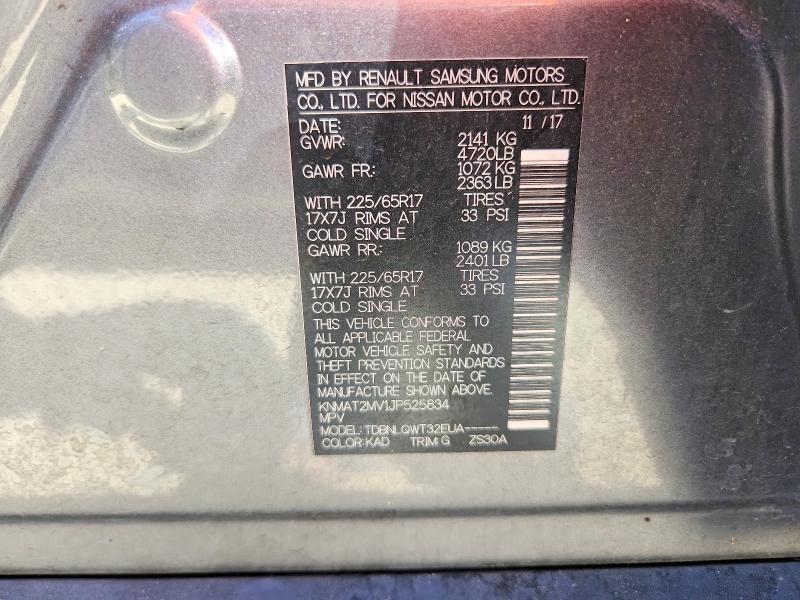 MFD BY RENAULT SAMSUNG MOTORS
CO., LTD. FOR NISSAN MOTOR CO., LTD.
DATE: 11 /17
GVWR: 2141 KG
4720LB
GAWR FR: 1072 KG
2363 LB
WITH 225/65R17 TIRES
17X7J RIMS AT 33 PSI
COLD SINGLE
GAWR RR: 1089 KG
2401 LB
WITH 225/65R17 TIRES
17X7J RIMS AT 33 PSI
COLD SINGLE
THIS VEHICLE CONFORMS TO
ALL APPLICABLE FEDERAL
MOTOR VEHICLE SAFETY AND
THEFT PREVENTION STANDARDS
IN EFFECT ON THE DATE OF
MANUFACTURE SHOWN ABOVE.
KNMAT2MV1JP525834
MPV
MODEL: TDBNLQWT32EUA-----
COLOR: KAD TRIM: G ZS30A